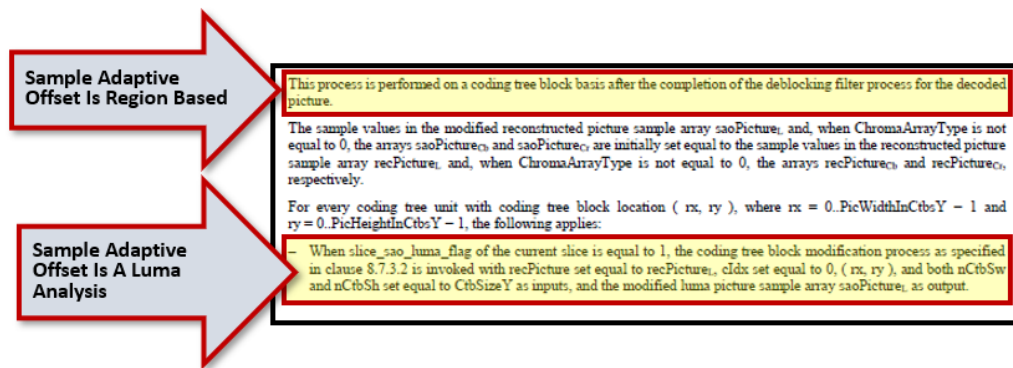 Sample Adaptive
Offset Is Region Based
This process is performed on a coding tree block basis after the completion of the deblocking filter process for the decoded
picture.
The sample values in the modified reconstructed picture sample array saoPictureL and, when ChromaArrayType is not
equal to 0, the arrays saoPictureCb and saoPictureCr are initially set equal to the sample values in the reconstructed picture
sample array recPictureL and, when ChromaArrayType is not equal to 0, the arrays recPictureCb and recPictureCr,
respectively.
For every coding tree unit with coding tree block location ( rx, ry ), where rx = 0..PicWidthInCtbsY − 1 and
ry = 0..PicHeightInCtbsY − 1, the following applies:
Sample Adaptive
Offset Is A Luma
Analysis
– When slice_sao_luma_flag of the current slice is equal to 1, the coding tree block modification process as specified
in clause 8.7.3.2 is invoked with recPicture set equal to recPictureL, cIdx set equal to 0, ( rx, ry ), and both nCtbSw
and nCtbSh set equal to CtbSizeY as inputs, and the modified luma picture sample array saoPictureL as output.